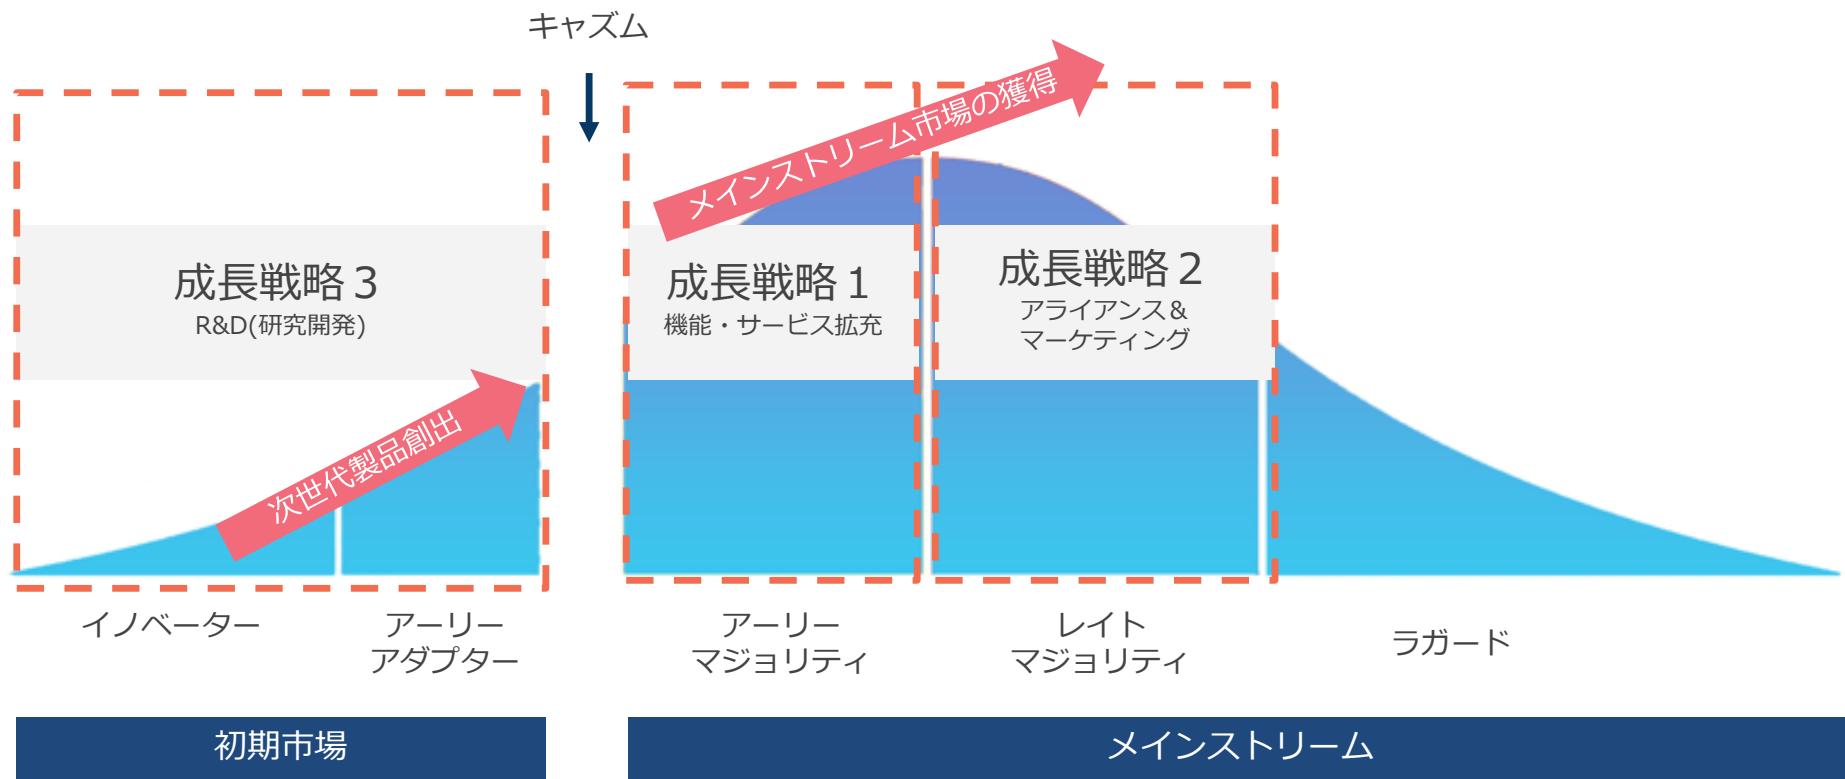 キャズム
メインストリーム市場の獲得
成長戦略３
R&D(研究開発)
成長戦略１
機能・サービス拡充
成長戦略２
アライアンス＆
マーケティング
次世代製品創出
イノベーター
アーリー
アダプター
アーリー
マジョリティ
レイト
マジョリティ
ラガード
初期市場
メインストリーム